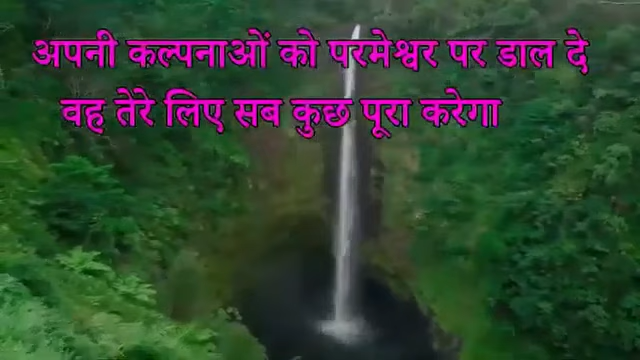 अपनी कल्पनाओं को परमेश्वर पर डाल दे
वह तेरे लिए सब कुछ पूरा करेगा